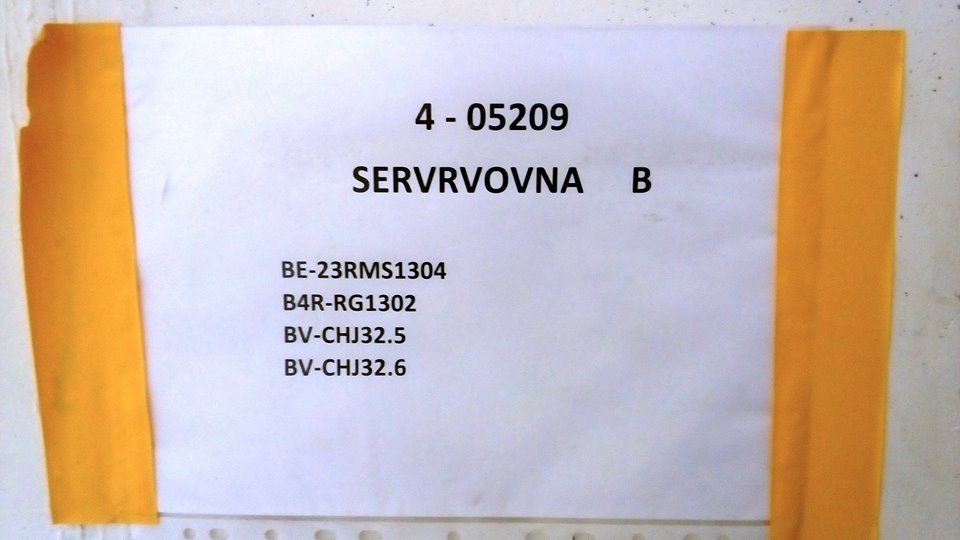 4 - 05209
SERVRVOVNA B
BE-23RMS1304
B4R-RG1302
BV-CHJ32.5
BV-CHJ32.6